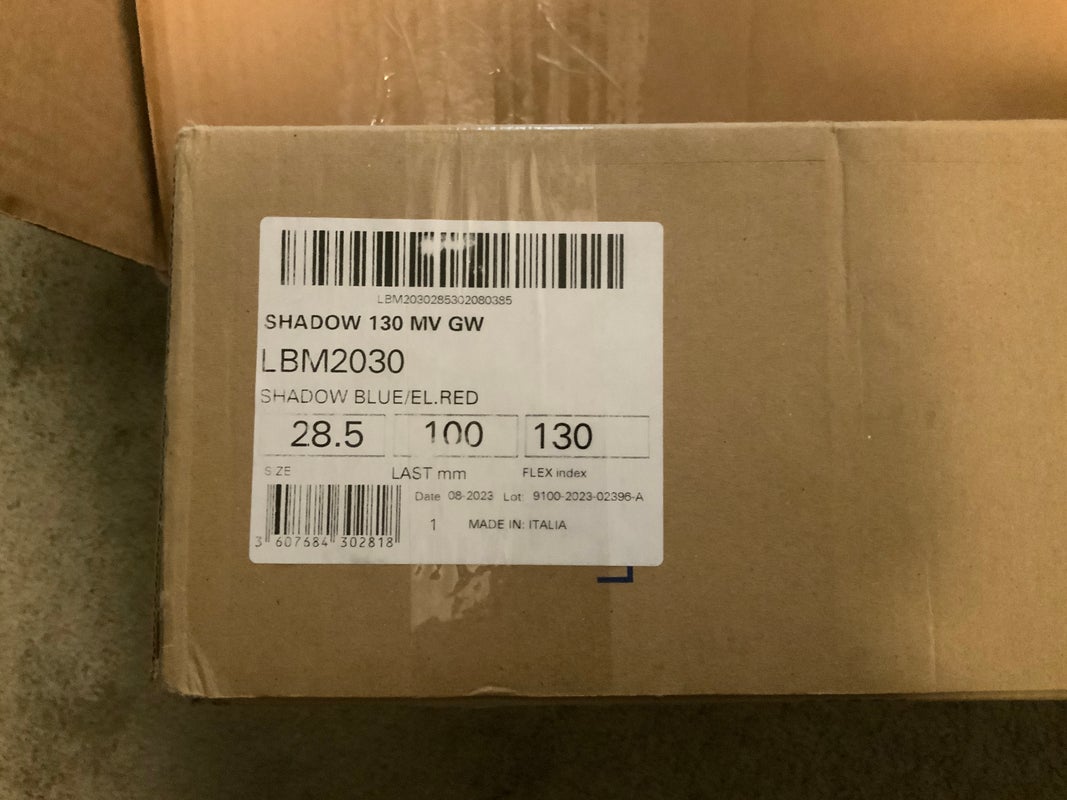 LBM2030285302080385
SHADOW 130 MV GW
LBM2030
SHADOW BLUE/EL.RED
28.5 100 130
SIZE LAST mm FLEX index
Date 08-2023 Lot 9100-2023-02396-A
1 MADE IN: ITALIA
3 607684 302818